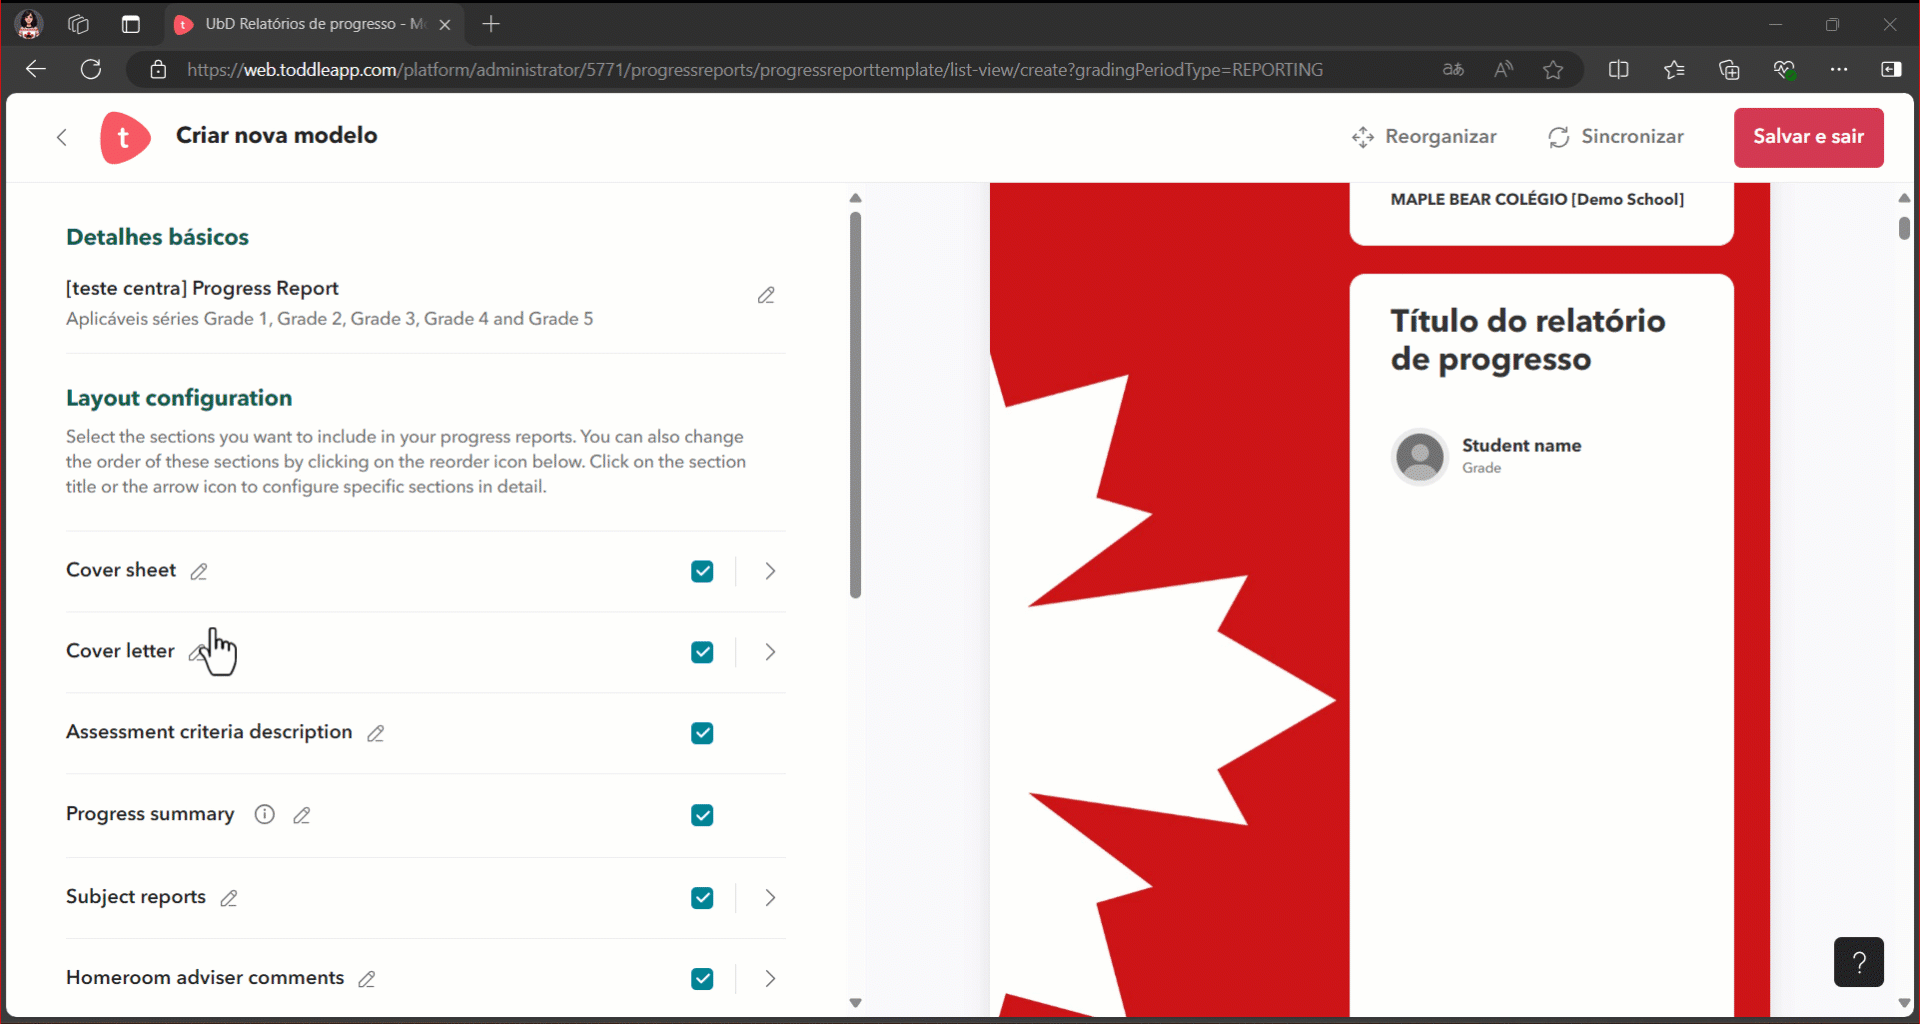 UbD Relatórios de progresso - M
https://web.toddleapp.com/platform/administrator/5771/progressreports/progressreporttemplate/list-view/create?gradingPeriodType=REPORTING
t
Criar nova modelo
Reorganizar
Sincronizar
Salvar e sair
Detalhes básicos
[teste centra] Progress Report
Aplicáveis séries Grade 1, Grade 2, Grade 3, Grade 4 and Grade 5
Layout configuration
Select the sections you want to include in your progress reports. You can also change
the order of these sections by clicking on the reorder icon below. Click on the section
title or the arrow icon to configure specific sections in detail.
Cover sheet
Cover letter
Assessment criteria description
Progress summary
Subject reports
Homeroom adviser comments
MAPLE BEAR COLÉGIO [Demo School]
Título do relatório
de progresso
Student name
Grade
?